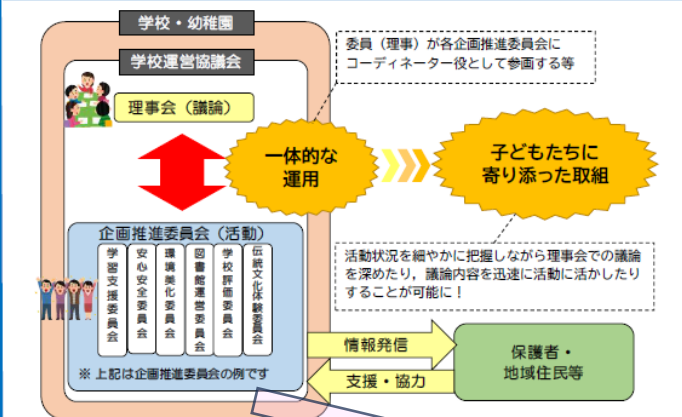 学校・幼稚園
学校運営協議会
理事会（議論）
委員（理事）が各企画推進委員会に
コーディネーター役として参画する等
一体的な
運用
子どもたちに
寄り添った取組
企画推進委員会（活動）
学習支援委員会
安心安全委員会
環境美化委員会
図書館運営委員会
学校評価委員会
伝統文化体験委員会
※ 上記は企画推進委員会の例です
活動状況を細やかに把握しながら理事会での議論
を深めたり，議論内容を迅速に活動に活かしたり
することが可能に！
情報発信
支援・協力
保護者・
地域住民等